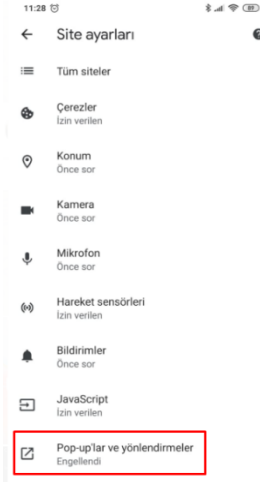 11:28
Site ayarları
Tüm siteler
Çerezler
İzin verilen
Konum
Önce sor
Kamera
Önce sor
Mikrofon
Önce sor
Hareket sensörleri
İzin verilen
Bildirimler
Önce sor
JavaScript
İzin verilen
Pop-up'lar ve yönlendirmeler
Engellendi